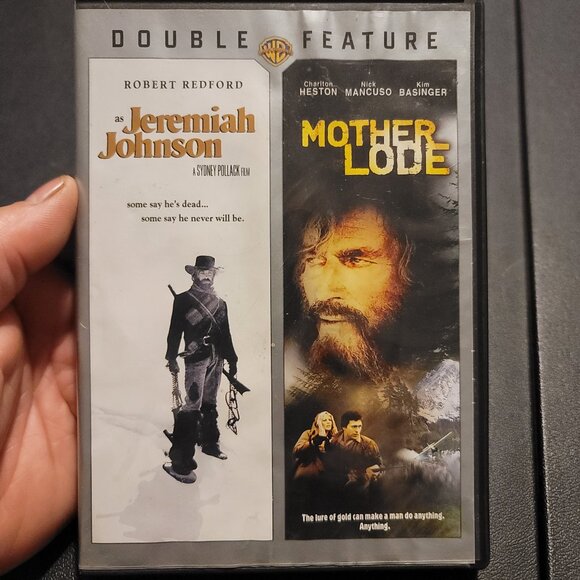 DOUBLE FEATURE
ROBERT REDFORD
as Jeremiah
Johnson
A SYDNEY POLLACK FILM
some say he's dead...
some say he never will be.
Charlton Nick Kim
HESTON MANCUSO BASINGER
MOTHER
LODE
The lure of gold can make a man do anything.
Anything.